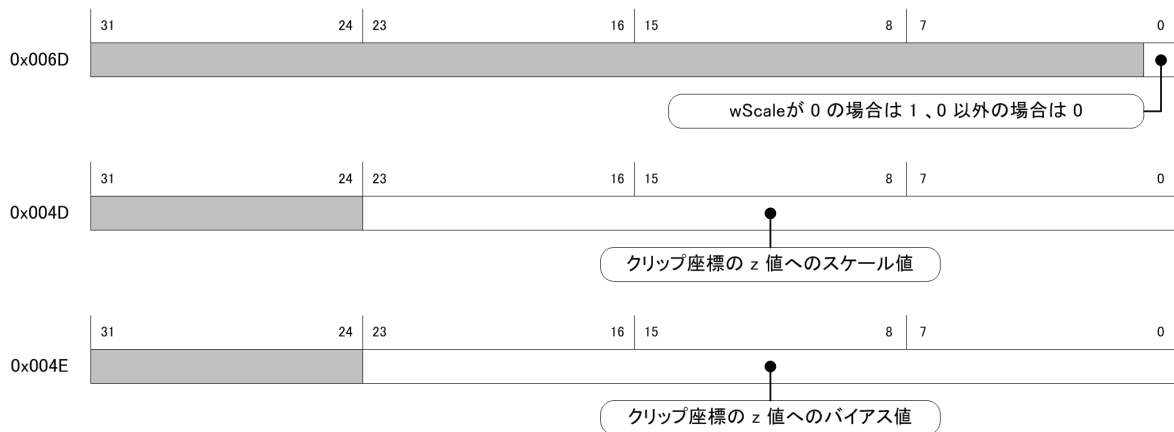 31 24 23 16 15 8 7 0
0x006D
wScaleが 0 の場合は 1 、0 以外の場合は 0
31 24 23 16 15 8 7 0
0x004D
クリップ座標の z 値へのスケール値
31 24 23 16 15 8 7 0
0x004E
クリップ座標の z 値へのバイアス値